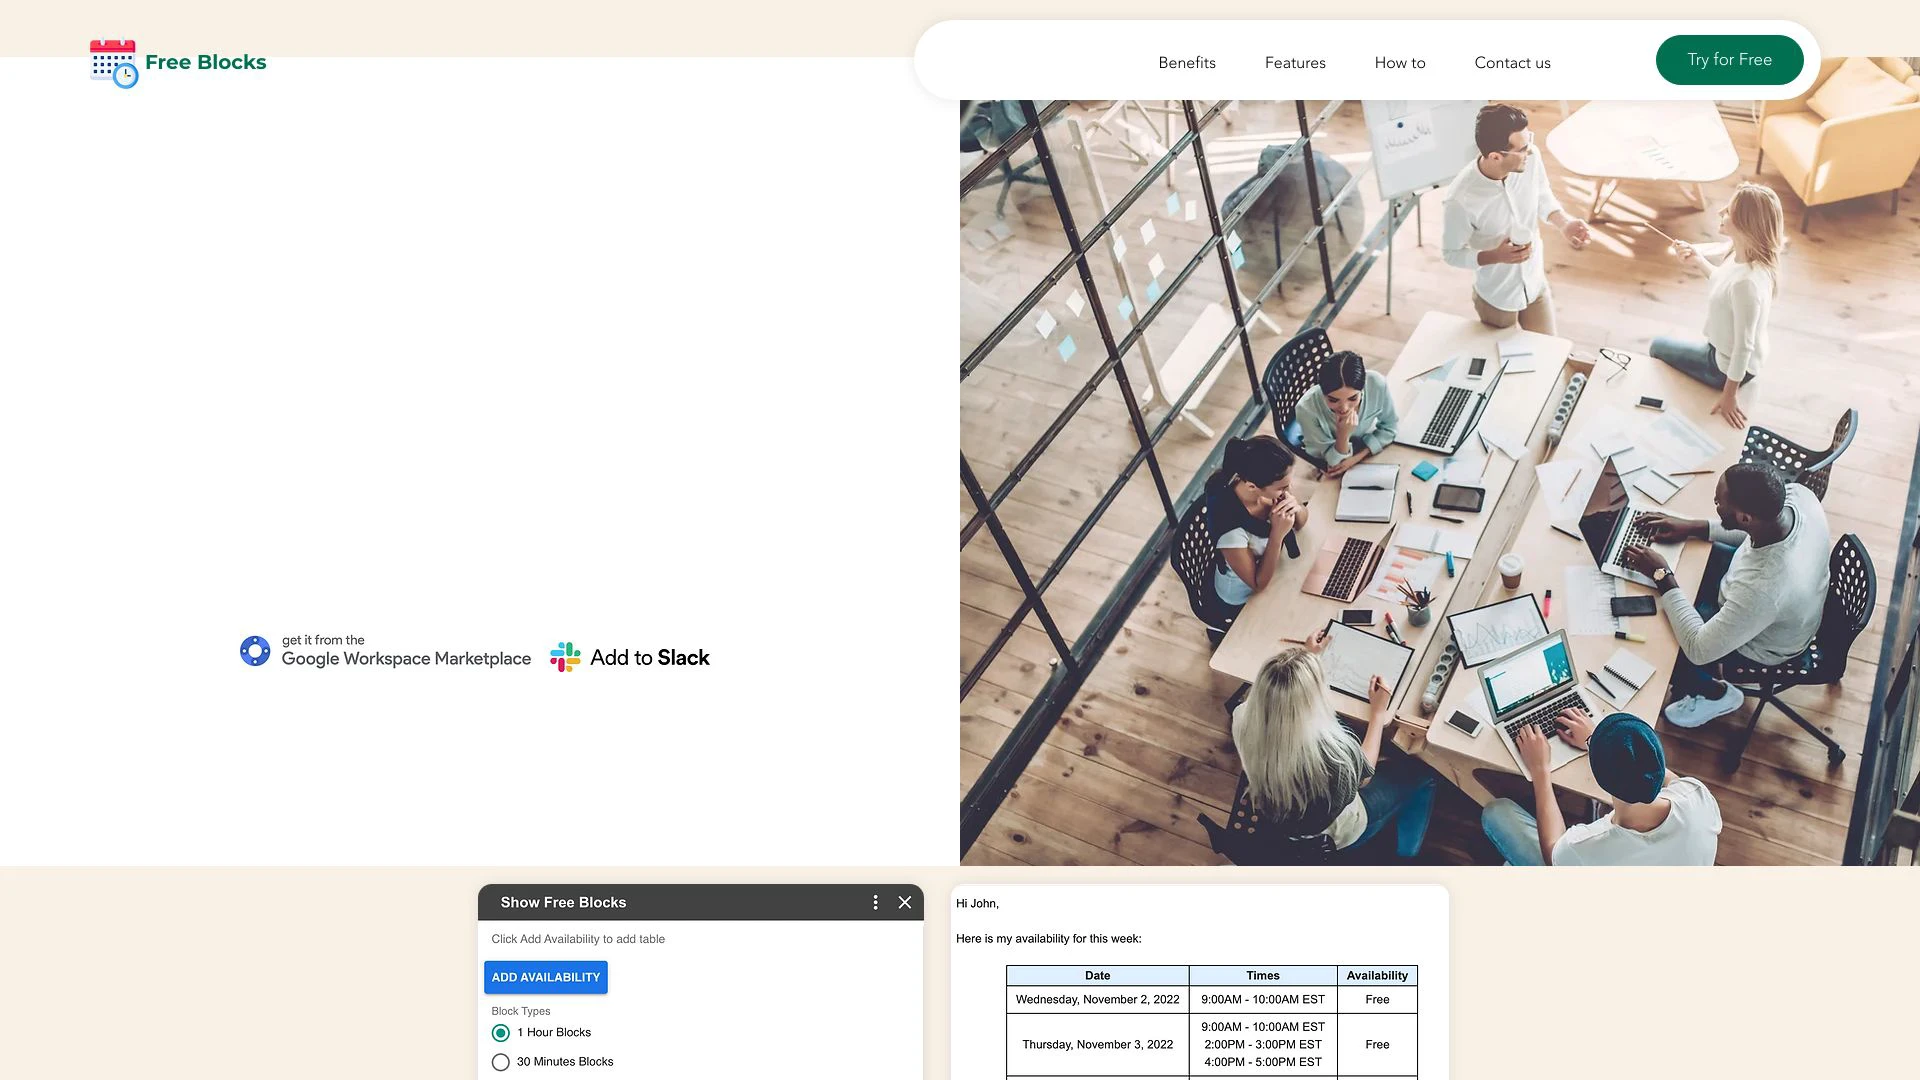 Free Blocks
Benefits
Features
How to
Contact us
Try for Free
get it from the
Google Workspace Marketplace
Add to Slack
Show Free Blocks
Click Add Availability to add table
ADD AVAILABILITY
Block Types
1 Hour Blocks
30 Minutes Blocks
Hi John,
Here is my availability for this week:
Date Times Availability
Wednesday, November 2, 2022 9:00AM - 10:00AM EST Free
Thursday, November 3, 2022 9:00AM - 10:00AM EST
2:00PM - 3:00PM EST
4:00PM - 5:00PM EST Free